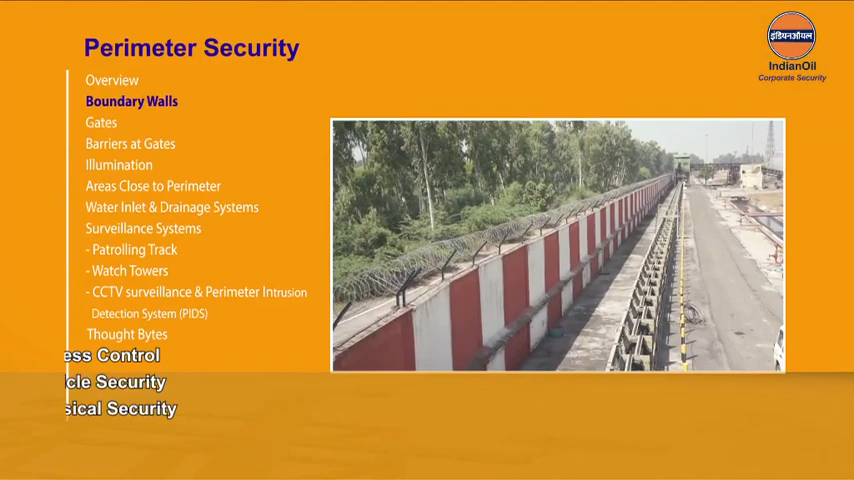 Perimeter Security
इंडियनऑयल
IndianOil
Corporate Security
Overview
Boundary Walls
Gates
Barriers at Gates
Illumination
Areas Close to Perimeter
Water Inlet & Drainage Systems
Surveillance Systems
- Patrolling Track
- Watch Towers
- CCTV surveillance & Perimeter Intrusion
Detection System (PIDS)
Thought Bytes
ess Control
cle Security
sical Security